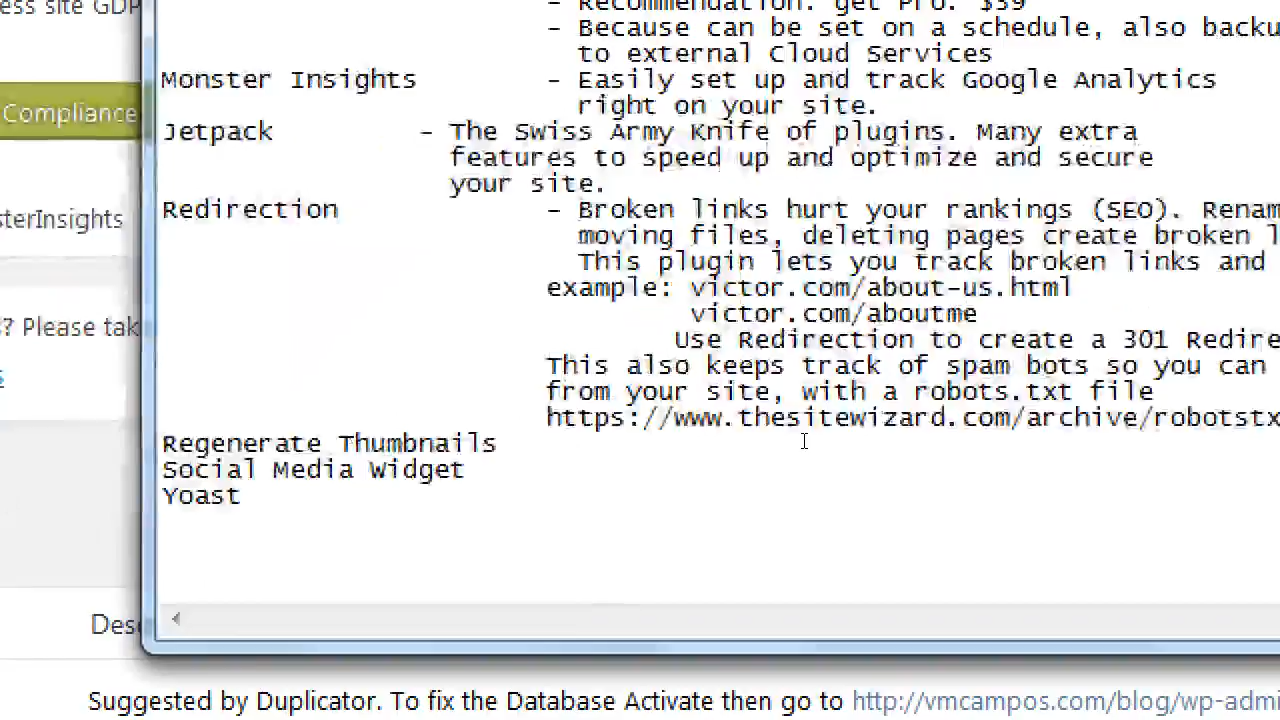 ess site GDP
- Recommendation: get Pro. $39
- Because can be set on a schedule, also backu
to external Cloud Services
Monster Insights - Easily set up and track Google Analytics
right on your site.
Compliance
Jetpack - The Swiss Army Knife of plugins. Many extra
features to speed up and optimize and secure
your site.
sterInsights
Redirection - Broken links hurt your rankings (SEO). Renam
moving files, deleting pages create broken l
This plugin lets you track broken links and
example: victor.com/about-us.html
victor.com/aboutme
? Please tak
Use Redirection to create a 301 Redire
This also keeps track of spam bots so you can
s
from your site, with a robots.txt file
https://www.thesitewizard.com/archive/robotstx
Regenerate Thumbnails
Social Media Widget
Yoast
Desc
Suggested by Duplicator. To fix the Database Activate then go to http://vmcampos.com/blog/wp-admi